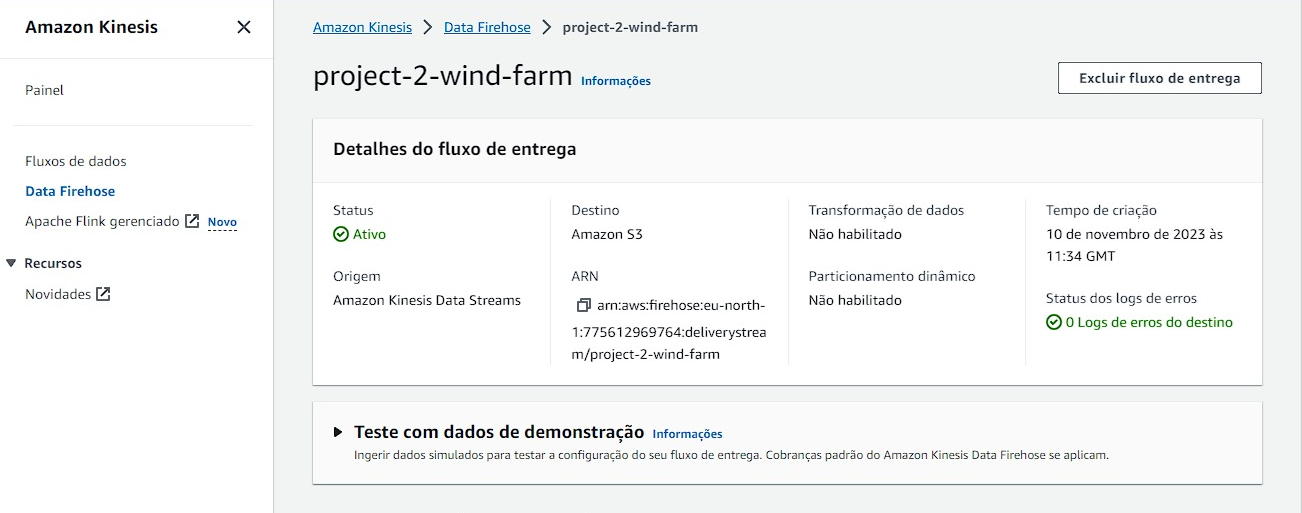 Amazon Kinesis
Painel
Fluxos de dados
Data Firehose
Apache Flink gerenciado Novo
Recursos
Novidades
Amazon Kinesis > Data Firehose > project-2-wind-farm
project-2-wind-farm Informações
Excluir fluxo de entrega
Detalhes do fluxo de entrega
Status
Ativo
Origem
Amazon Kinesis Data Streams
Destino
Amazon S3
ARN
arn:aws:firehose:eu-north-
1:775612969764:deliverystrea
m/project-2-wind-farm
Transformação de dados
Não habilitado
Particionamento dinâmico
Não habilitado
Tempo de criação
10 de novembro de 2023 às
11:34 GMT
Status dos logs de erros
0 Logs de erros do destino
Teste com dados de demonstração Informações
Ingerir dados simulados para testar a configuração do seu fluxo de entrega. Cobranças padrão do Amazon Kinesis Data Firehose se aplicam.